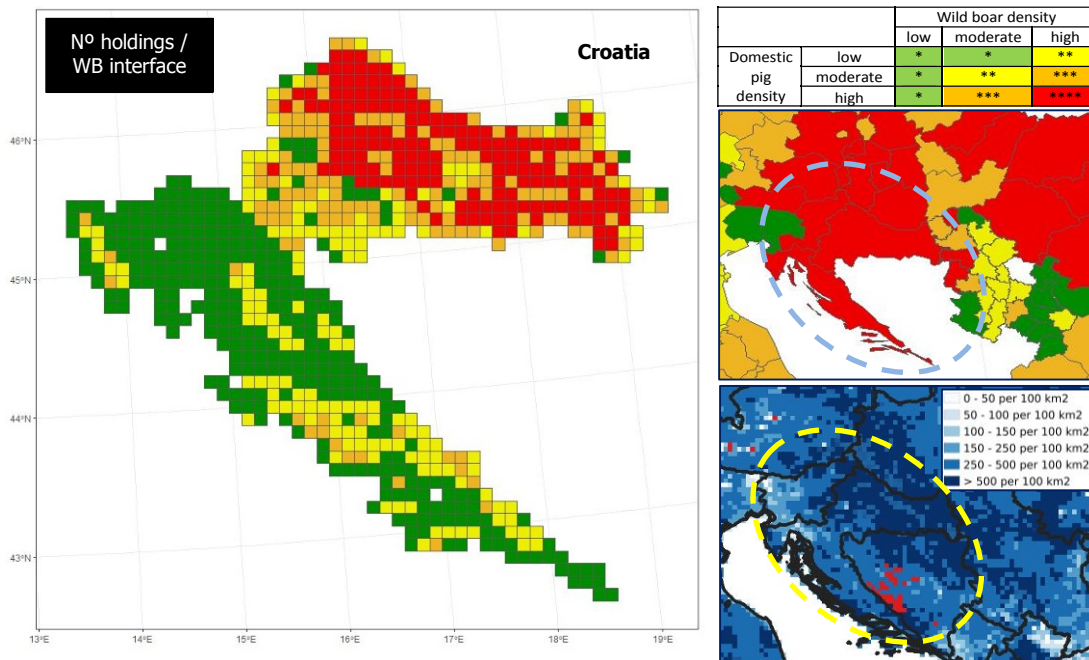 Nº holdings /
WB interface
Croatia
46°N
45°N
44°N
43°N
13°E 14°E 15°E 16°E 17°E 18°E 19°E
Wild boar density
low moderate high
Domestic low * * **
pig moderate * ** ***
density high * *** ****
0 - 50 per 100 km2
50 - 100 per 100 km2
100 - 150 per 100 km2
150 - 250 per 100 km2
250 - 500 per 100 km2
> 500 per 100 km2